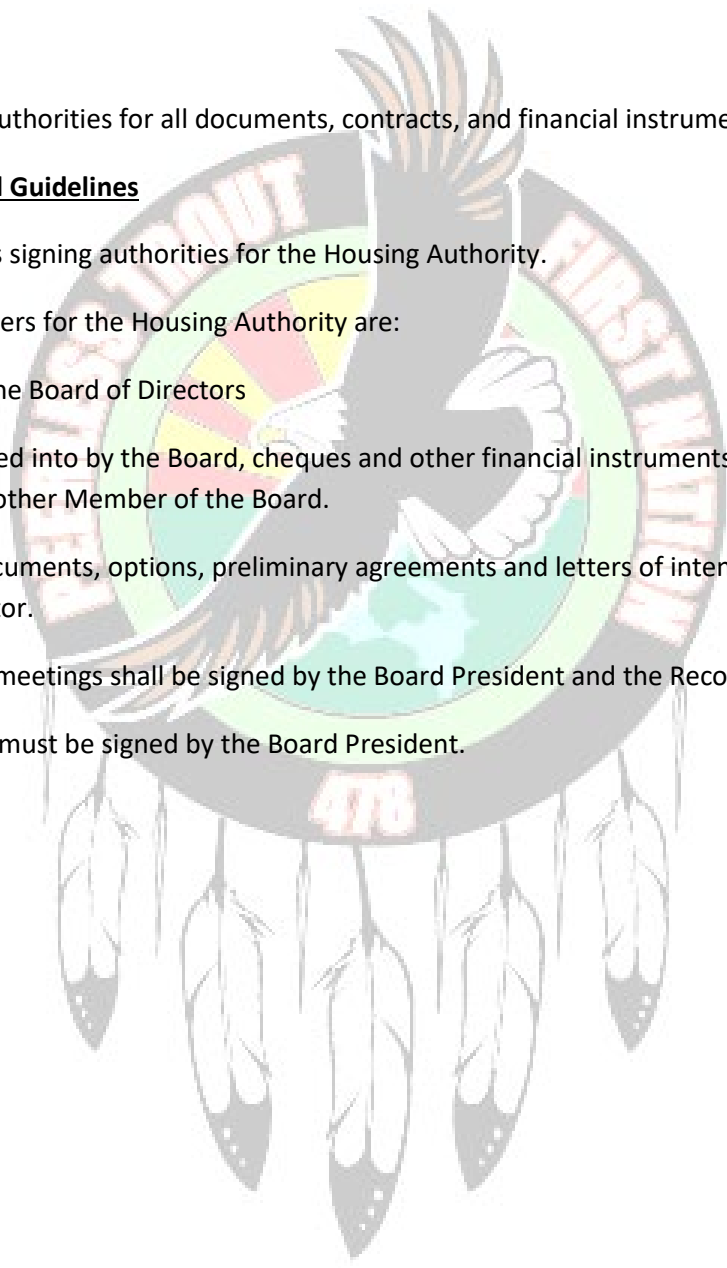 uthorities for all documents, contracts, and financial instrume
l Guidelines
s signing authorities for the Housing Authority.
ers for the Housing Authority are:
he Board of Directors
ed into by the Board, cheques and other financial instruments
other Member of the Board.
cuments, options, preliminary agreements and letters of inten
tor.
meetings shall be signed by the Board President and the Reco
must be signed by the Board President.
PEERLESS TROUT
FIRST NATION
478